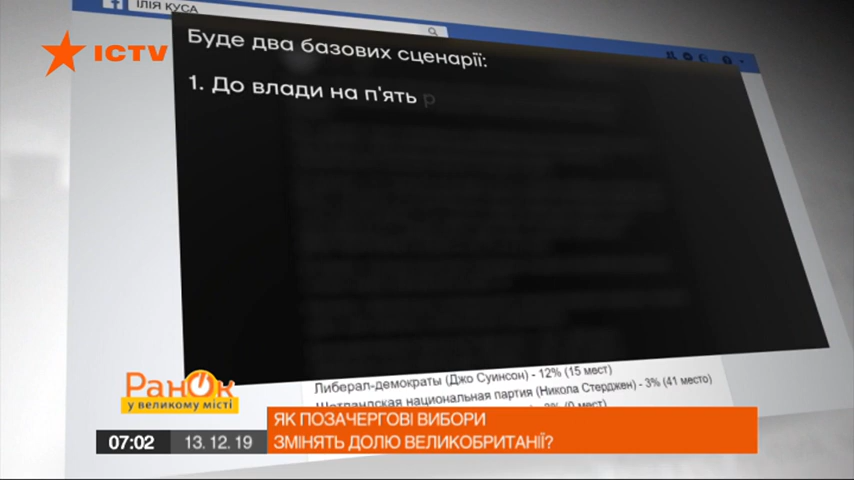 ІЛІЯ КУСА
ICTV
Буде два базових сценарії:
1. До влади на п'ять р
Либерал-демократы (Джо Суинсон) - 12% (15 мест)
Шотландская национальная партия (Никола Стерджен) - 3% (41 место)
РанОк
у великому місті
ЯК ПОЗАЧЕРГОВІ ВИБОРИ
ЗМІНЯТЬ ДОЛЮ ВЕЛИКОБРИТАНІЇ?
07:02
13. 12. 19